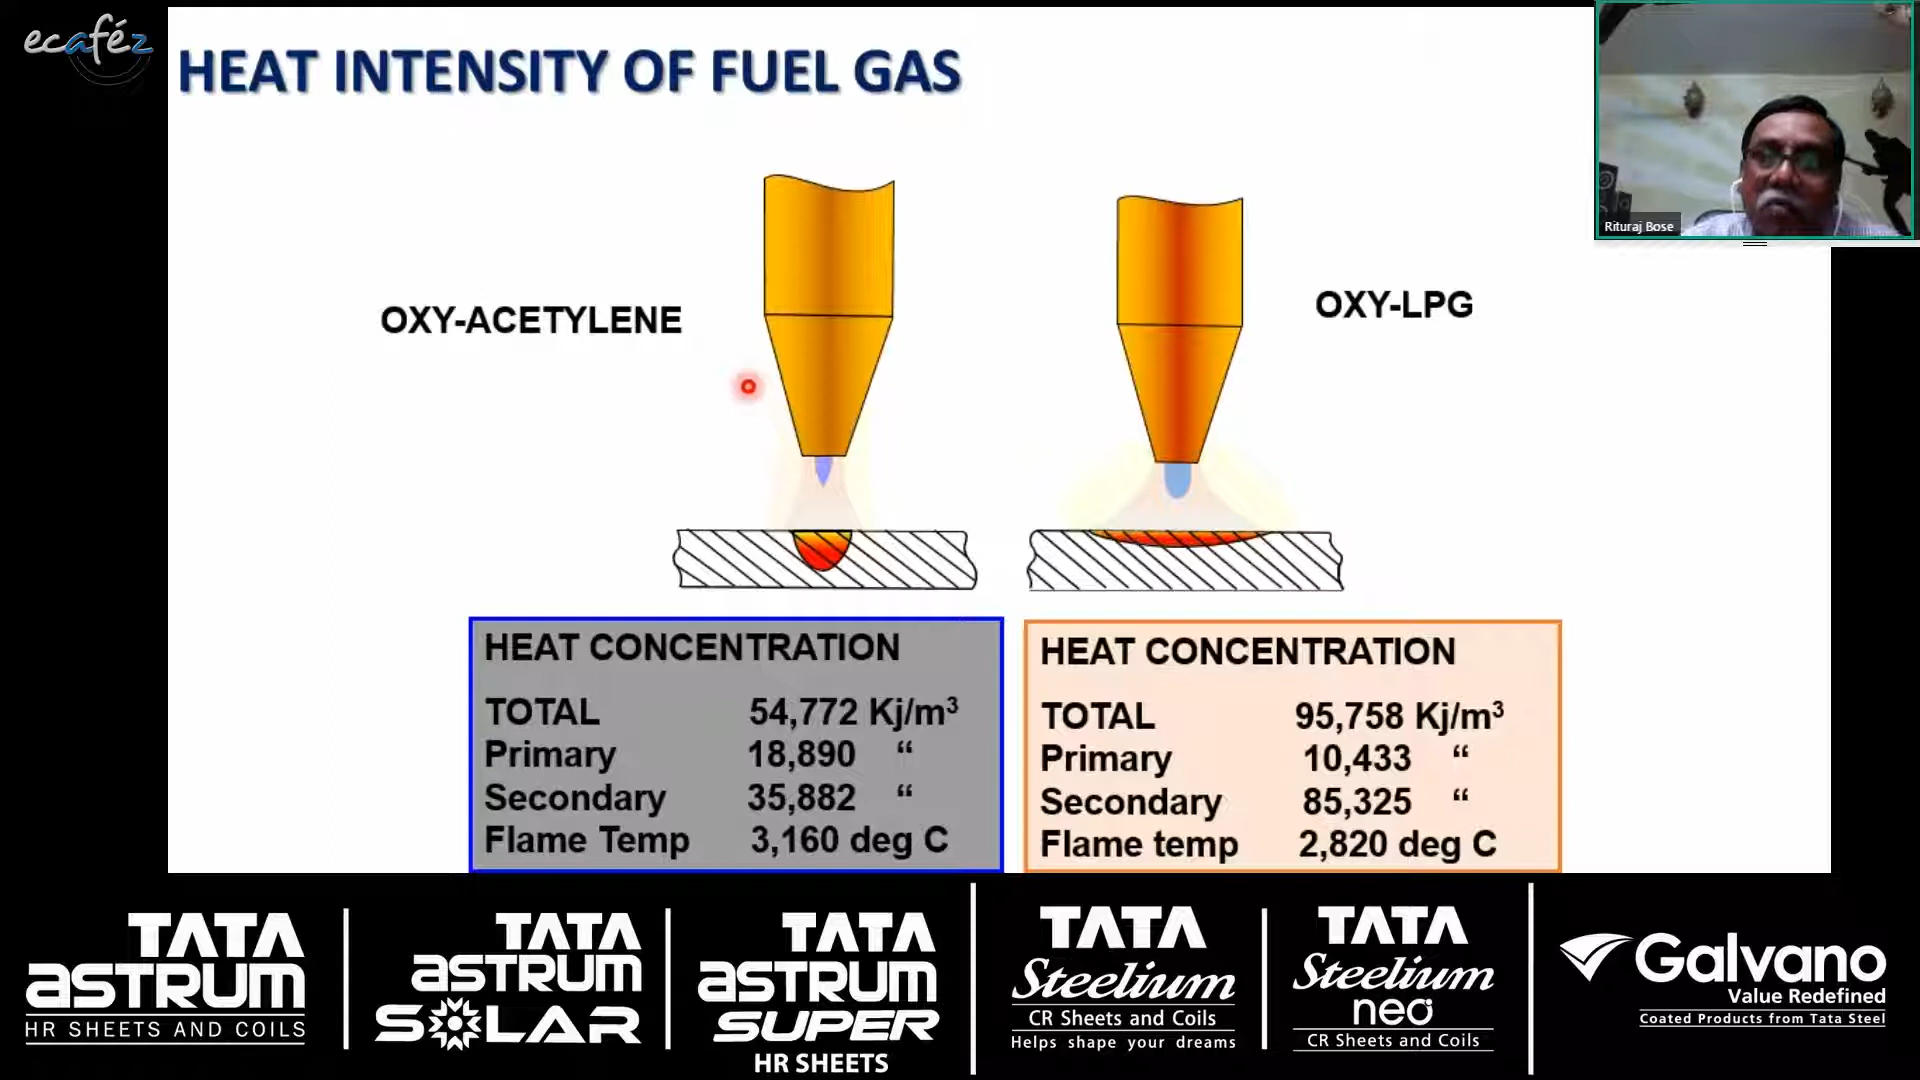 ecaféz
HEAT INTENSITY OF FUEL GAS
Rituraj Bose
OXY-ACETYLENE
OXY-LPG
HEAT CONCENTRATION
TOTAL 54,772 Kj/m³
Primary 18,890 “
Secondary 35,882 “
Flame Temp 3,160 deg C
HEAT CONCENTRATION
TOTAL 95,758 Kj/m³
Primary 10,433 “
Secondary 85,325 “
Flame temp 2,820 deg C
TATA
ASTRUM
HR SHEETS AND COILS
TATA
ASTRUM
SOLAR
TATA
ASTRUM
SUPER
HR SHEETS
TATA
Steelium
CR Sheets and Coils
Helps shape your dreams
TATA
Steelium
neo
CR Sheets and Coils
Galvano
Value Redefined
Coated Products from Tata Steel